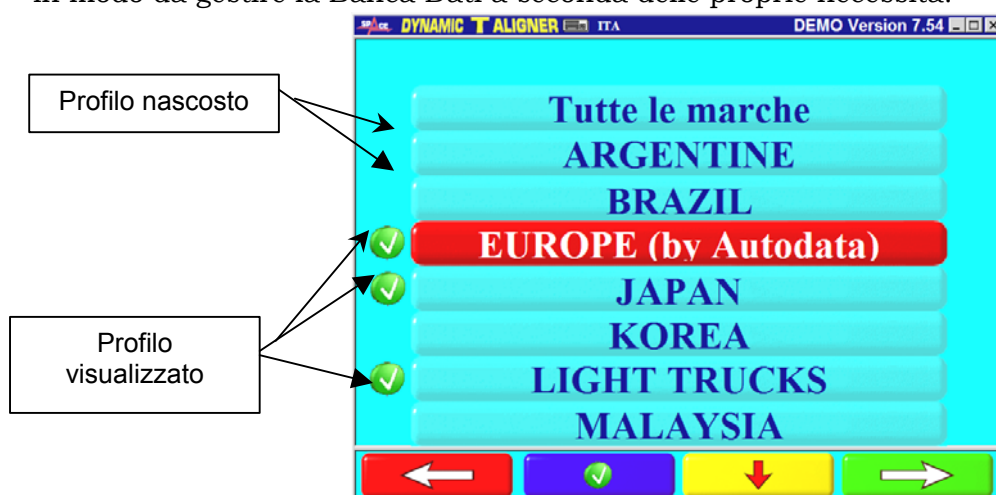 in modo da gestire la Banca Dati a seconda delle proprie necessità.
SPACE DYNAMIC T ALIGNER ITA DEMO Version 7.54
Profilo nascosto
Tutte le marche
ARGENTINE
BRAZIL
EUROPE (by Autodata)
JAPAN
KOREA
Profilo
visualizzato
LIGHT TRUCKS
MALAYSIA